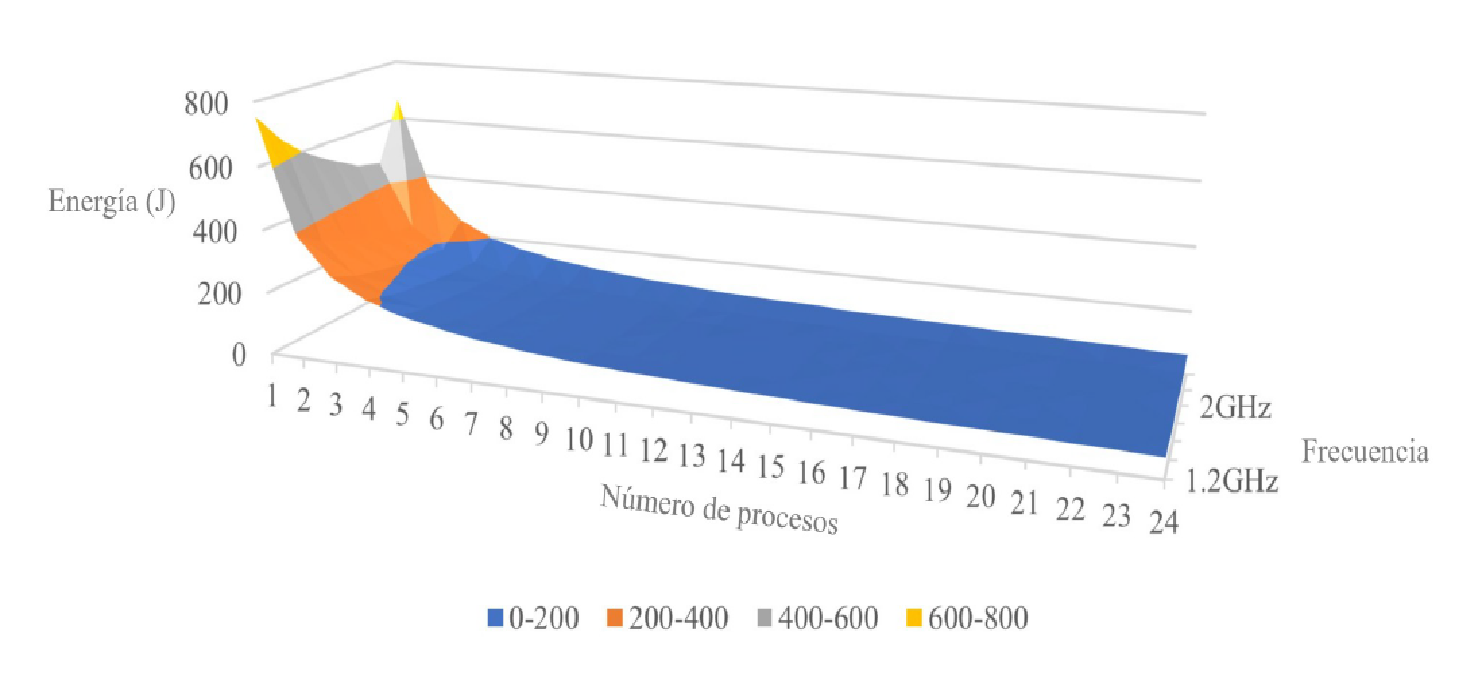 800
600
Energía (J)
400
200
0
1 2 3 4 5 6 7 8 9 10 11 12 13 14 15 16 17 18 19 20 21 22 23 24
2GHz
Frecuencia
1.2GHz
Número de procesos
0-200 200-400 400-600 600-800